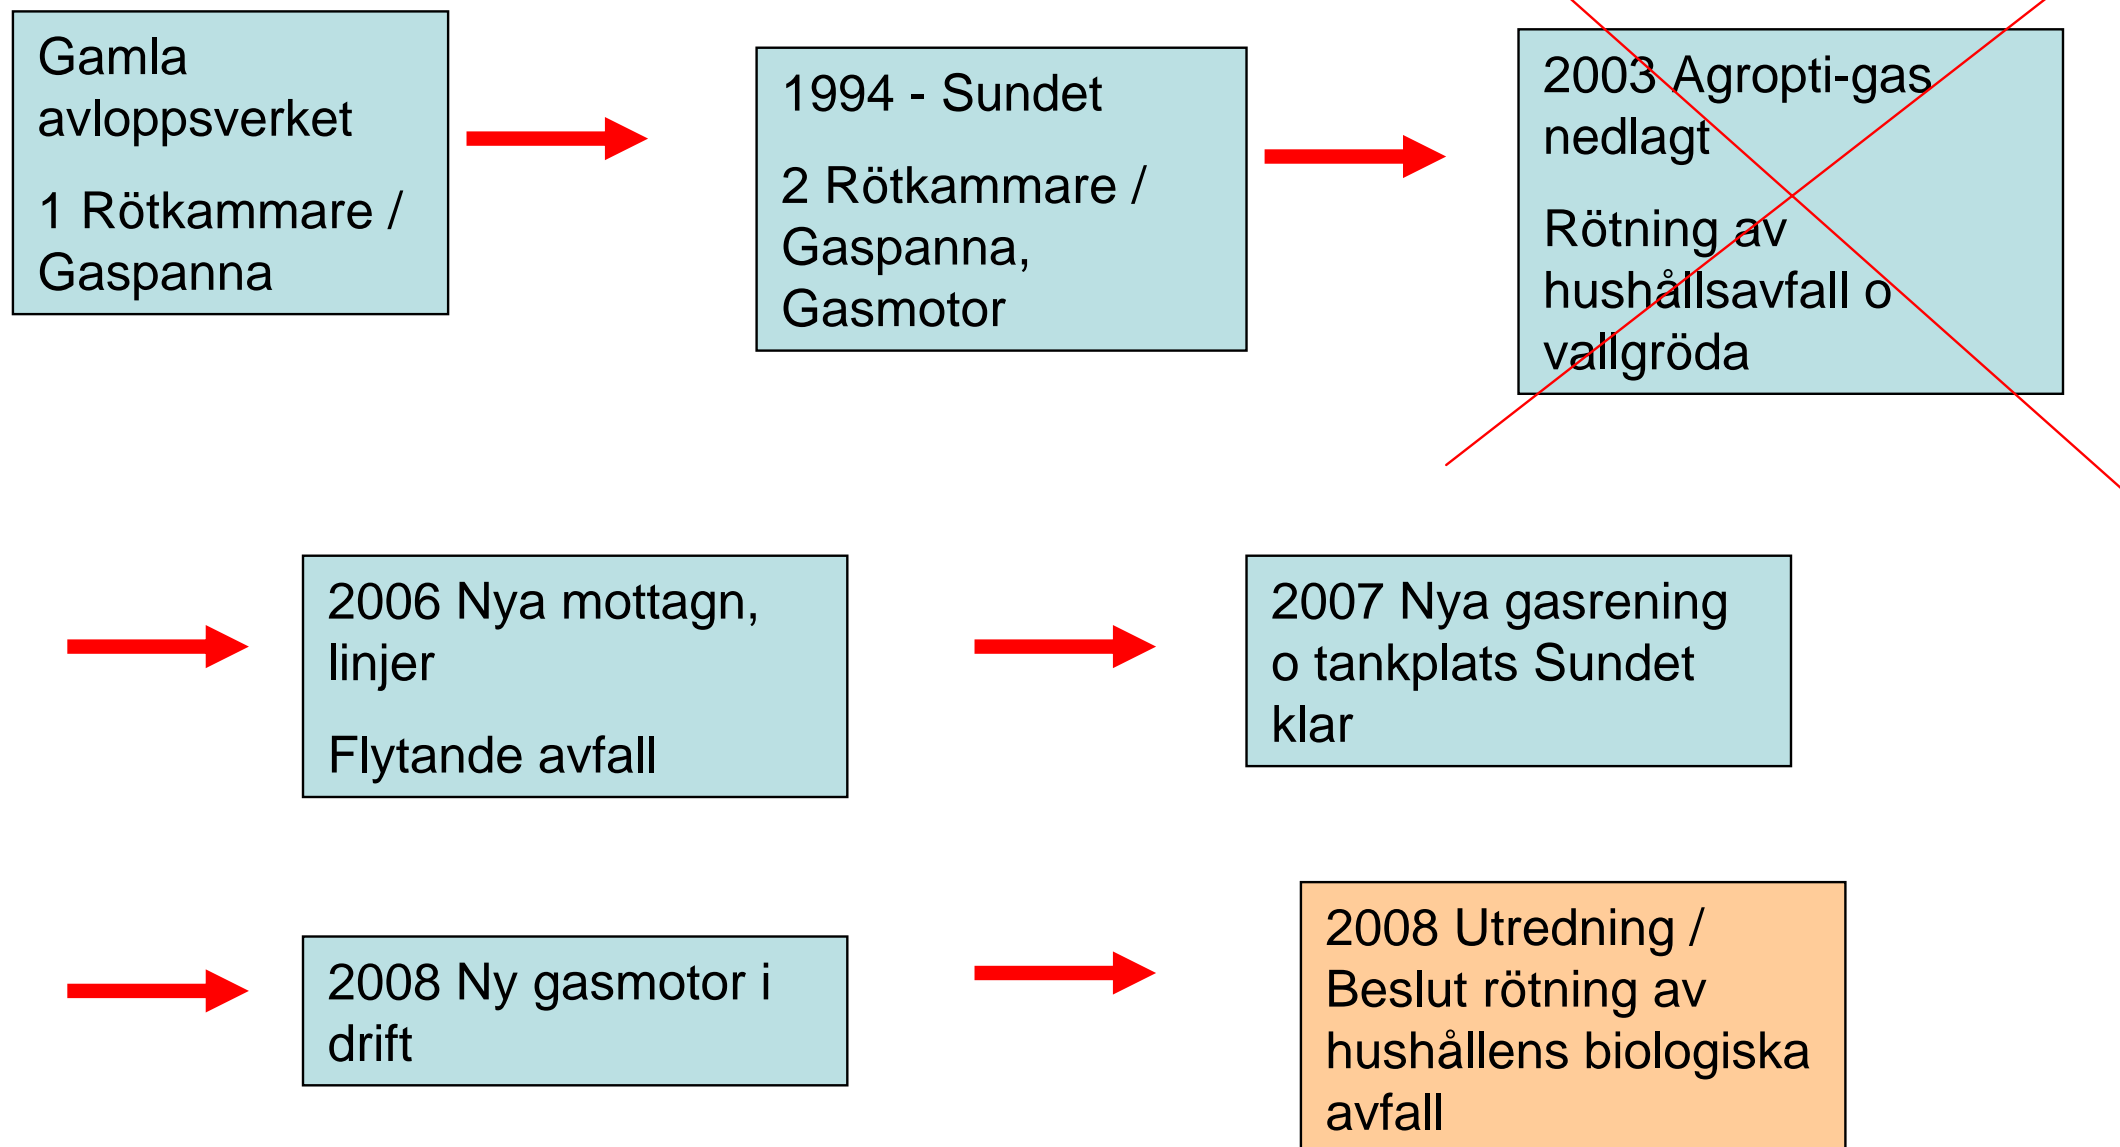 Gamla
avloppsverket
1 Rötkammare /
Gaspanna
1994 - Sundet
2 Rötkammare /
Gaspanna,
Gasmotor
2003 Agropti-gas
nedlagt
Rötning av
hushållsavfall o
vallgröda
2006 Nya mottagn,
linjer
Flytande avfall
2007 Nya gasrening
o tankplats Sundet
klar
2008 Ny gasmotor i
drift
2008 Utredning /
Beslut rötning av
hushållens biologiska
avfall